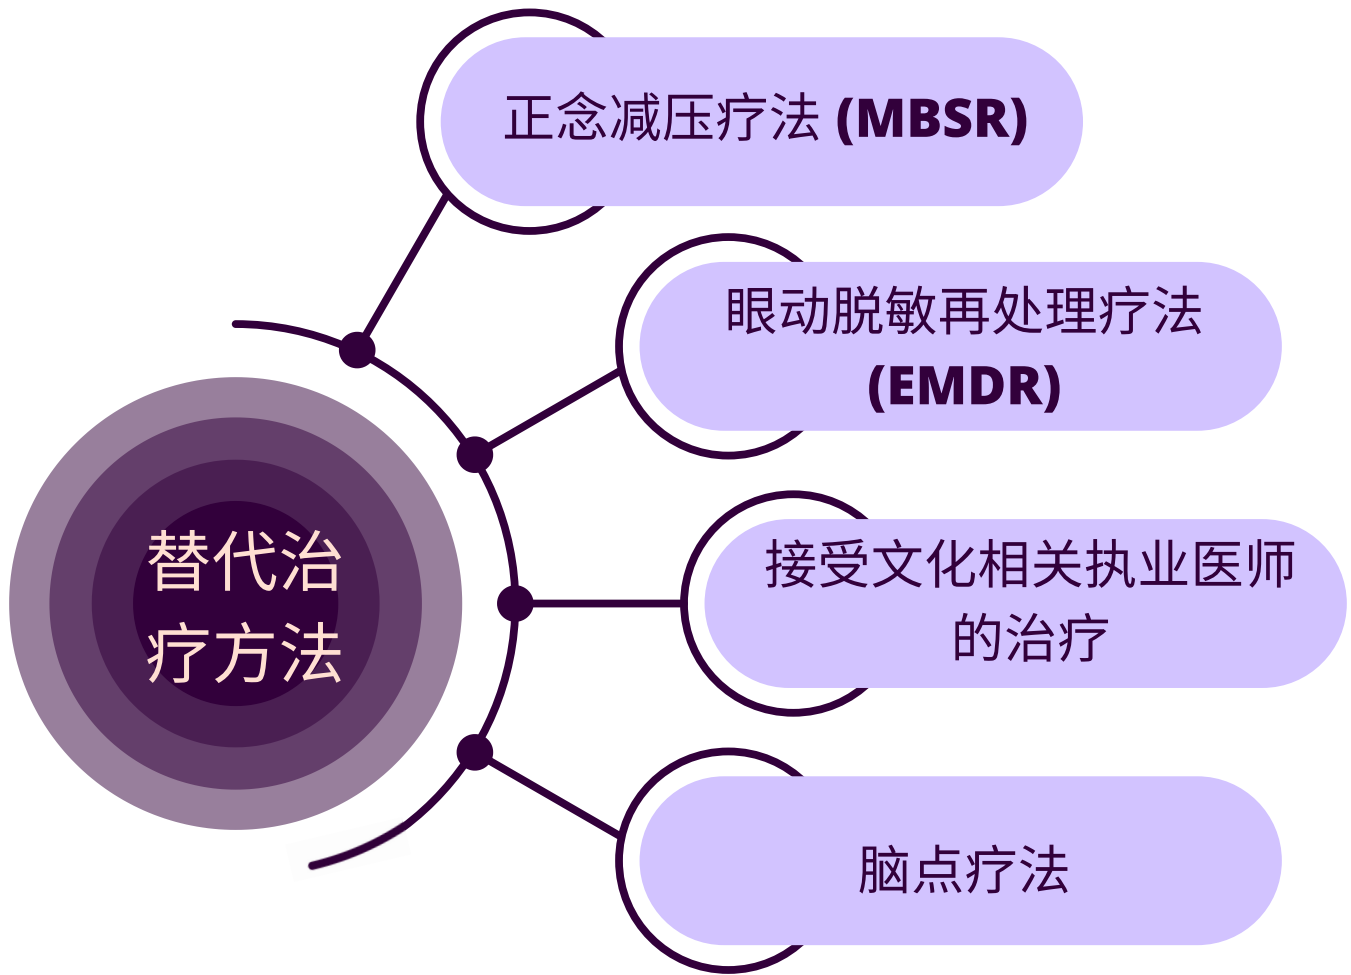 正念减压疗法 (MBSR)
眼动脱敏再处理疗法
(EMDR)
替代治
疗方法
接受文化相关执业医师
的治疗
脑点疗法